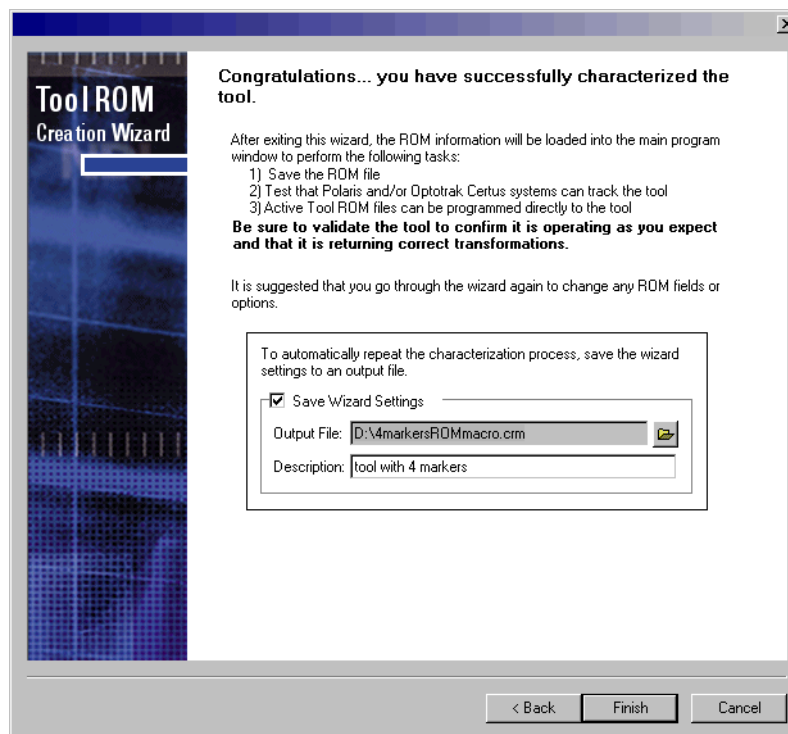 Tool ROM
Creation Wizard
Congratulations... you have successfully characterized the
tool.
After exiting this wizard, the ROM information will be loaded into the main program
window to perform the following tasks:
1) Save the ROM file
2) Test that Polaris and/or Optotrak Certus systems can track the tool
3) Active Tool ROM files can be programmed directly to the tool
Be sure to validate the tool to confirm it is operating as you expect
and that it is returning correct transformations.
It is suggested that you go through the wizard again to change any ROM fields or
options.
To automatically repeat the characterization process, save the wizard
settings to an output file.
Save Wizard Settings
Output File: D:\4markersROMmacro.crm
Description: tool with 4 markers
< Back Finish Cancel